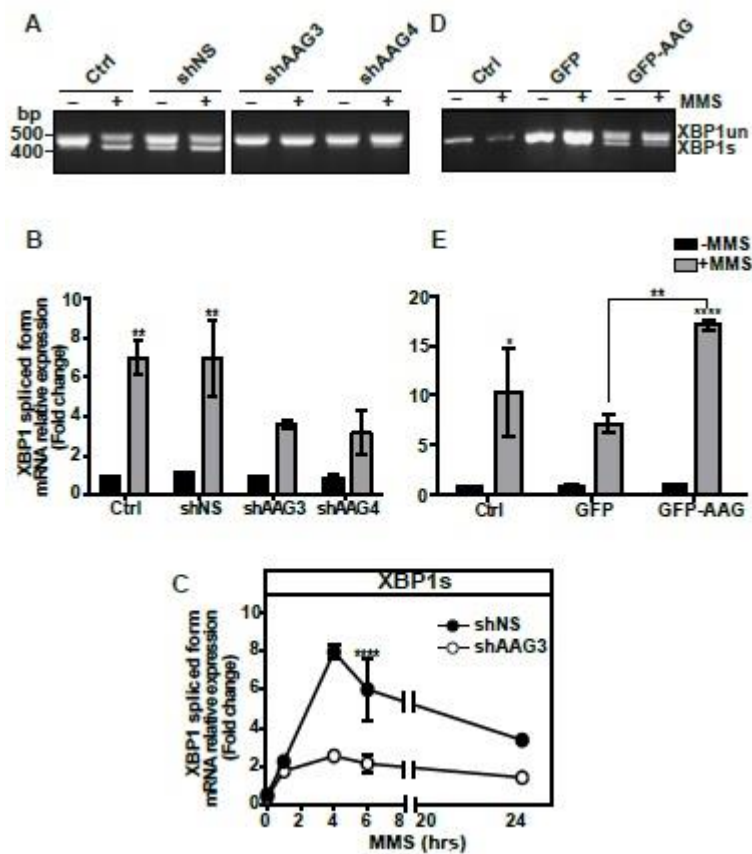 A
Ctrl shNS shAAG3 shAAG4
− + − + − + − +
bp
500
400
D
Ctrl GFP GFP-AAG
− + − + − + MMS
XBP1un
XBP1s
B
XBP1 spliced form
mRNA relative expression
(Fold change)
10
8
6
4
2
0
** **
Ctrl shNS shAAG3 shAAG4
E
-MMS
+MMS
20
15
10
5
0
* ** ****
Ctrl GFP GFP-AAG
C
XBP1s
XBP1 spliced form
mRNA relative expression
(Fold change)
10
8
6
4
2
0
shNS
shAAG3
****
0 2 4 6 8 20 24
MMS (hrs)